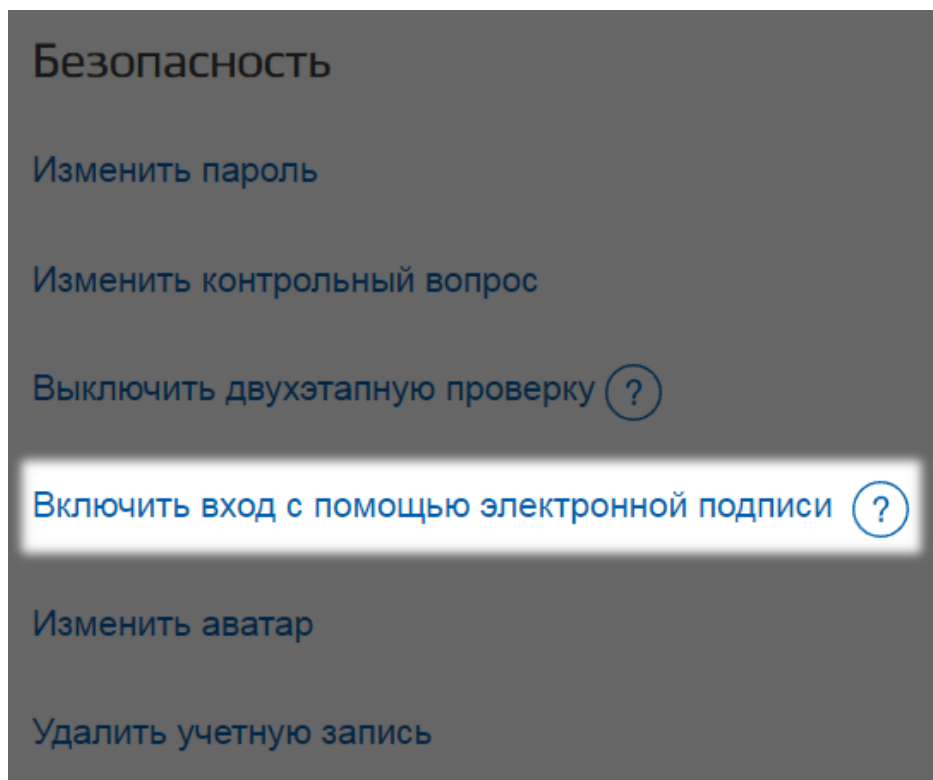 Безопасность
Изменить пароль
Изменить контрольный вопрос
Выключить двухэтапную проверку ?
Включить вход с помощью электронной подписи ?
Изменить аватар
Удалить учетную запись